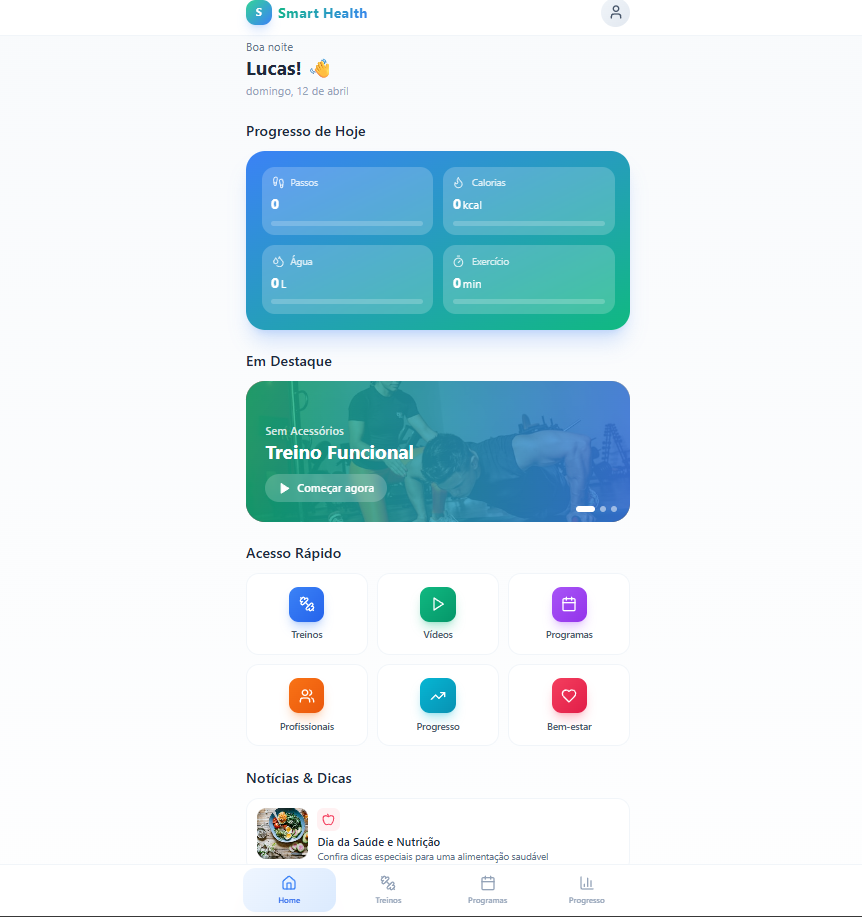 S Smart Health
Boa noite
Lucas! 👋
domingo, 12 de abril
Progresso de Hoje
Passos
0
Calorias
0 kcal
Água
0 L
Exercício
0 min
Em Destaque
Sem Acessórios
Treino Funcional
Começar agora
Acesso Rápido
Treinos
Vídeos
Programas
Profissionais
Progresso
Bem-estar
Notícias & Dicas
Dia da Saúde e Nutrição
Confira dicas especiais para uma alimentação saudável
Home
Treinos
Programas
Progresso